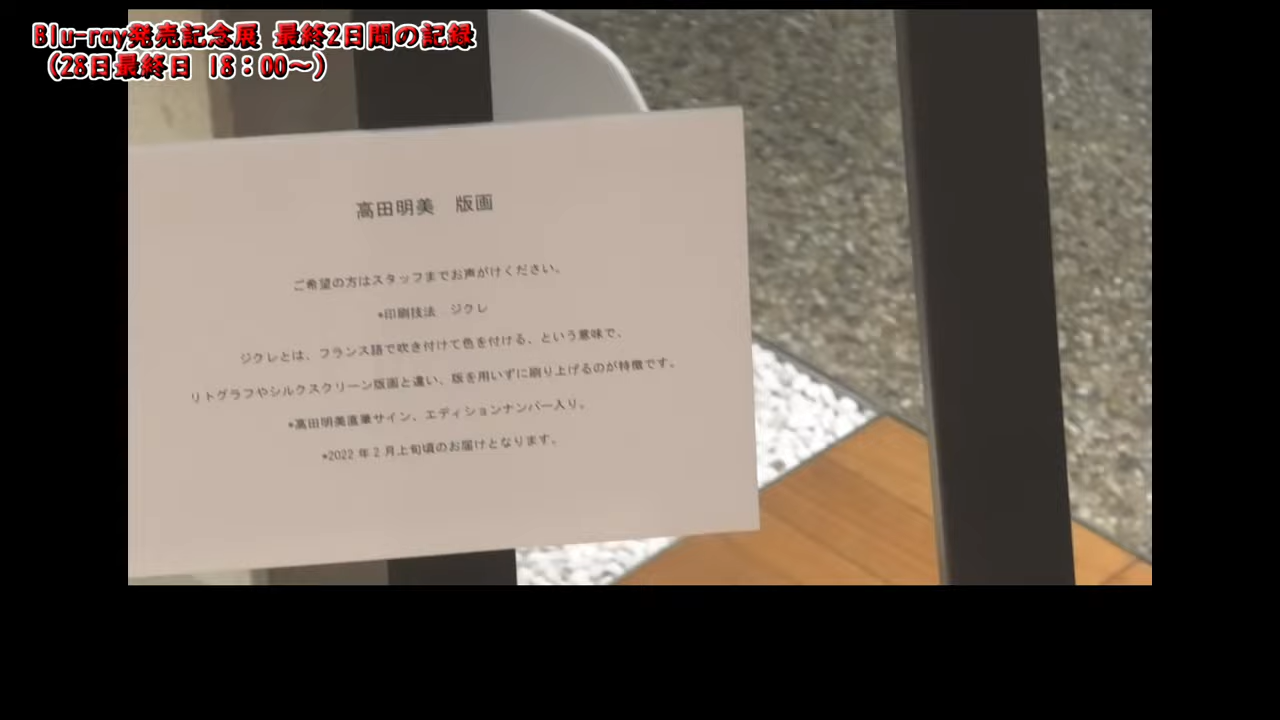 Blu-ray発売記念展 最終2日間の記録
（28日最終日 18：00～）
高田明美　版画
ご希望の方はスタッフまでお声がけください。
*印刷技法　ジクレ
ジクレとは、フランス語で吹き付けて色を付ける、という意味で、
リトグラフやシルクスクリーン版画と違い、版を用いずに刷り上げるのが特徴です。
*高田明美直筆サイン、エディションナンバー入り。
*2022年2月上旬頃のお届けとなります。